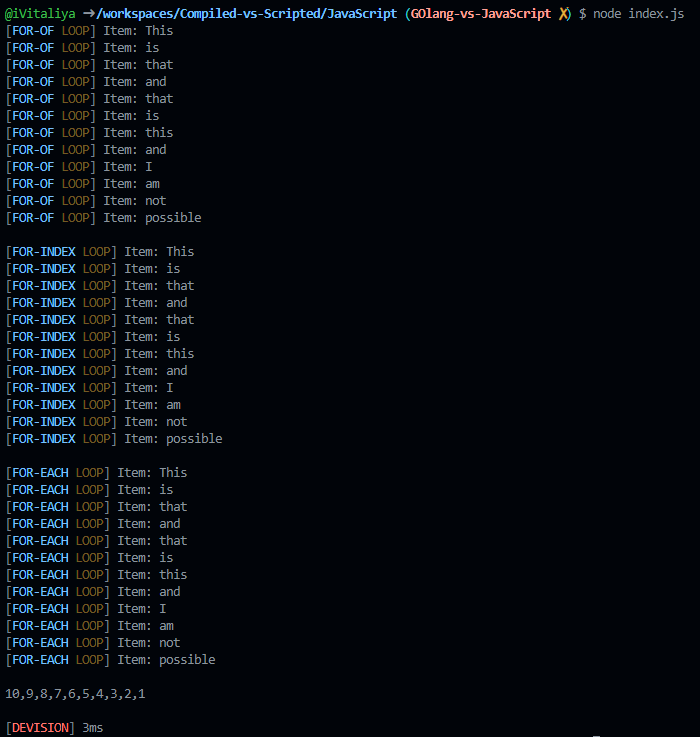 @iVitaliya ➜/workspaces/Compiled-vs-Scripted/JavaScript (GOlang-vs-JavaScript ✗) $ node index.js
[FOR-OF LOOP] Item: This
[FOR-OF LOOP] Item: is
[FOR-OF LOOP] Item: that
[FOR-OF LOOP] Item: and
[FOR-OF LOOP] Item: that
[FOR-OF LOOP] Item: is
[FOR-OF LOOP] Item: this
[FOR-OF LOOP] Item: and
[FOR-OF LOOP] Item: I
[FOR-OF LOOP] Item: am
[FOR-OF LOOP] Item: not
[FOR-OF LOOP] Item: possible
[FOR-INDEX LOOP] Item: This
[FOR-INDEX LOOP] Item: is
[FOR-INDEX LOOP] Item: that
[FOR-INDEX LOOP] Item: and
[FOR-INDEX LOOP] Item: that
[FOR-INDEX LOOP] Item: is
[FOR-INDEX LOOP] Item: this
[FOR-INDEX LOOP] Item: and
[FOR-INDEX LOOP] Item: I
[FOR-INDEX LOOP] Item: am
[FOR-INDEX LOOP] Item: not
[FOR-INDEX LOOP] Item: possible
[FOR-EACH LOOP] Item: This
[FOR-EACH LOOP] Item: is
[FOR-EACH LOOP] Item: that
[FOR-EACH LOOP] Item: and
[FOR-EACH LOOP] Item: that
[FOR-EACH LOOP] Item: is
[FOR-EACH LOOP] Item: this
[FOR-EACH LOOP] Item: and
[FOR-EACH LOOP] Item: I
[FOR-EACH LOOP] Item: am
[FOR-EACH LOOP] Item: not
[FOR-EACH LOOP] Item: possible
10,9,8,7,6,5,4,3,2,1
[DEVISION] 3ms